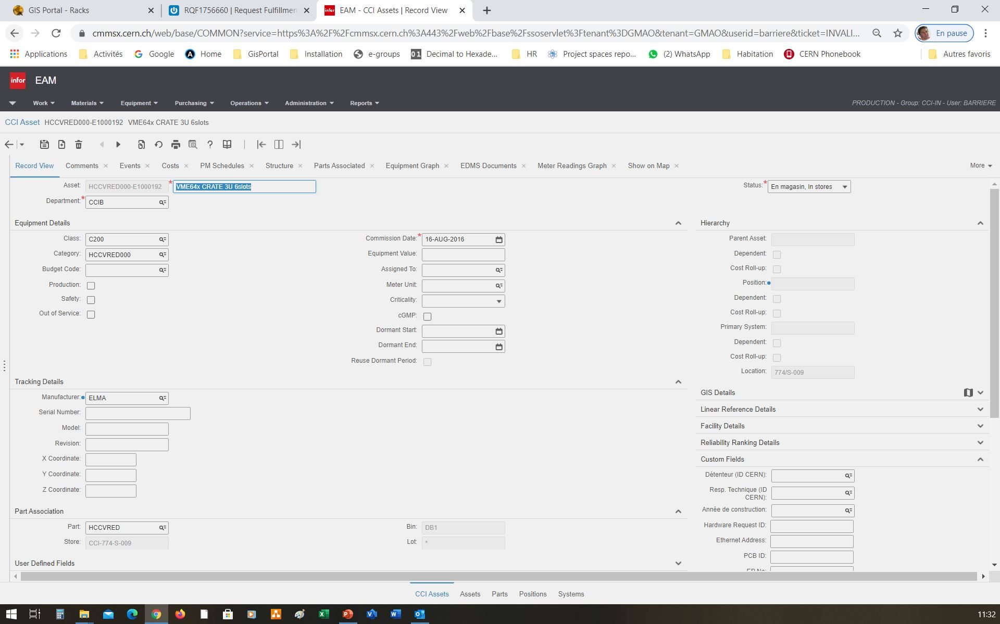 GIS Portal - Racks
RQF1756660 | Request Fulfillmen
infor EAM - CCI Assets | Record View
cmmsx.cern.ch/web/base/COMMON?service=https%3A%2F%2Fcmmsx.cern.ch%3A443%2Fweb%2Fbase%2Fssoservlet%3Ftenant%3DGMAO&tenant=GMAO&userid=barriere&ticket=INVALI...
En pause
Applications Activités Google Home GisPortal Installation e-groups Decimal to Hexade... HR Project spaces repo... (2) WhatsApp Habitation CERN Phonebook Autres favoris
infor EAM
Work Materials Equipment Purchasing Operations Administration Reports PRODUCTION - Group: CCI-IN - User: BARRIERE
CCI Asset HCCVRED000-E1000192 VME64x CRATE 3U 6slots
Record View Comments Events Costs PM Schedules Structure Parts Associated Equipment Graph EDMS Documents Meter Readings Graph Show on Map More
Asset: HCCVRED000-E1000192 * VME64x CRATE 3U 6slots Status:* En magasin, In stores
Department:* CCIB
Equipment Details
Class: C200 Commission Date:* 16-AUG-2016
Category: HCCVRED000 Equipment Value:
Budget Code: Assigned To:
Production: Meter Unit:
Safety: Criticality:
Out of Service: cGMP:
Dormant Start:
Dormant End:
Reuse Dormant Period:
Hierarchy
Parent Asset:
Dependent:
Cost Roll-up:
Position:
Dependent:
Cost Roll-up:
Primary System:
Dependent:
Cost Roll-up:
Location: 774/S-009
Tracking Details
Manufacturer: ELMA
Serial Number:
Model:
Revision:
X Coordinate:
Y Coordinate:
Z Coordinate:
GIS Details
Linear Reference Details
Facility Details
Reliability Ranking Details
Custom Fields
Détenteur (ID CERN):
Resp. Technique (ID
CERN):
Année de construction:
Hardware Request ID:
Ethernet Address:
PCB ID:
Part Association
Part: HCCVRED Bin: DB1
Store: CCI-774-S-009 Lot: *
User Defined Fields
CCI Assets Assets Parts Positions Systems
11:32